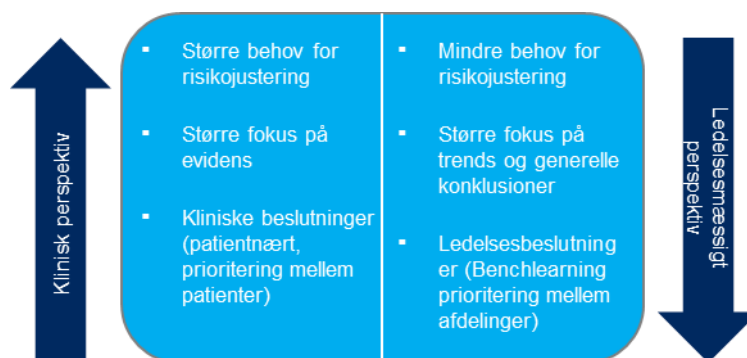 Klinisk perspektiv
▪ Større behov for
risikojustering
▪ Større fokus på
evidens
▪ Kliniske beslutninger
(patientnært,
prioritering mellem
patienter)
▪ Mindre behov for
risikojustering
▪ Større fokus på
trends og generelle
konklusioner
▪ Ledelsesbeslutning
er (Benchlearning
prioritering mellem
afdelinger)
Ledelsesmæssigt
perspektiv